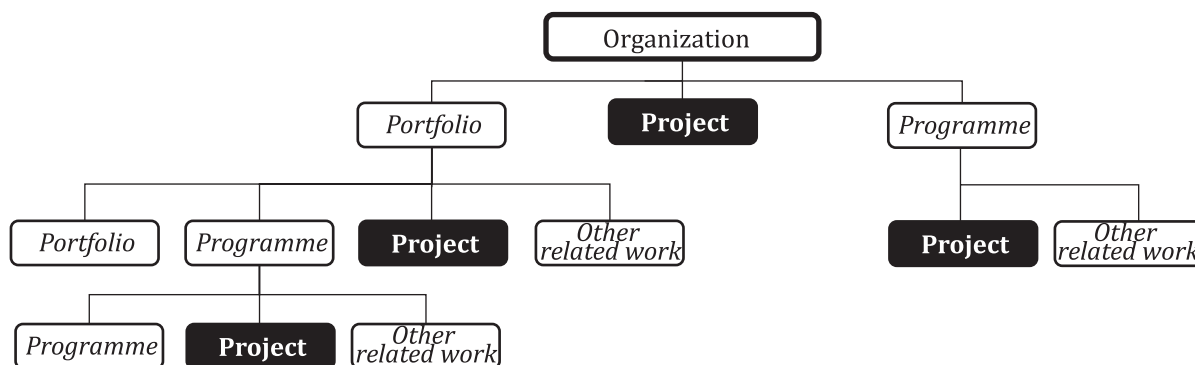 Organization
Portfolio
Project
Programme
Portfolio
Programme
Project
Other
related work
Project
Other
related work
Programme
Project
Other
related work